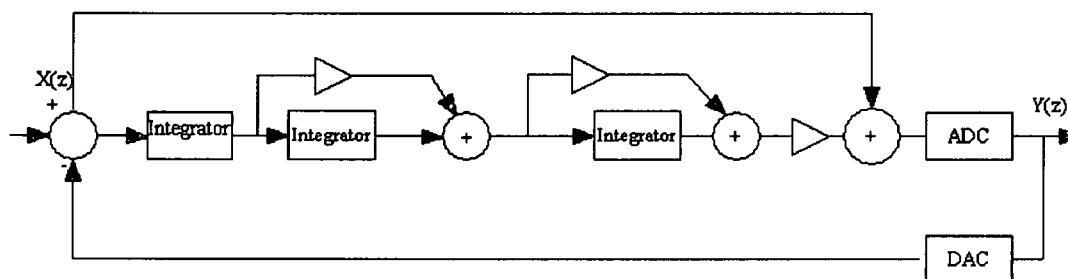 X(z)
+
-
Integrator
Integrator
+
Integrator
+
+
ADC
Y(z)
DAC